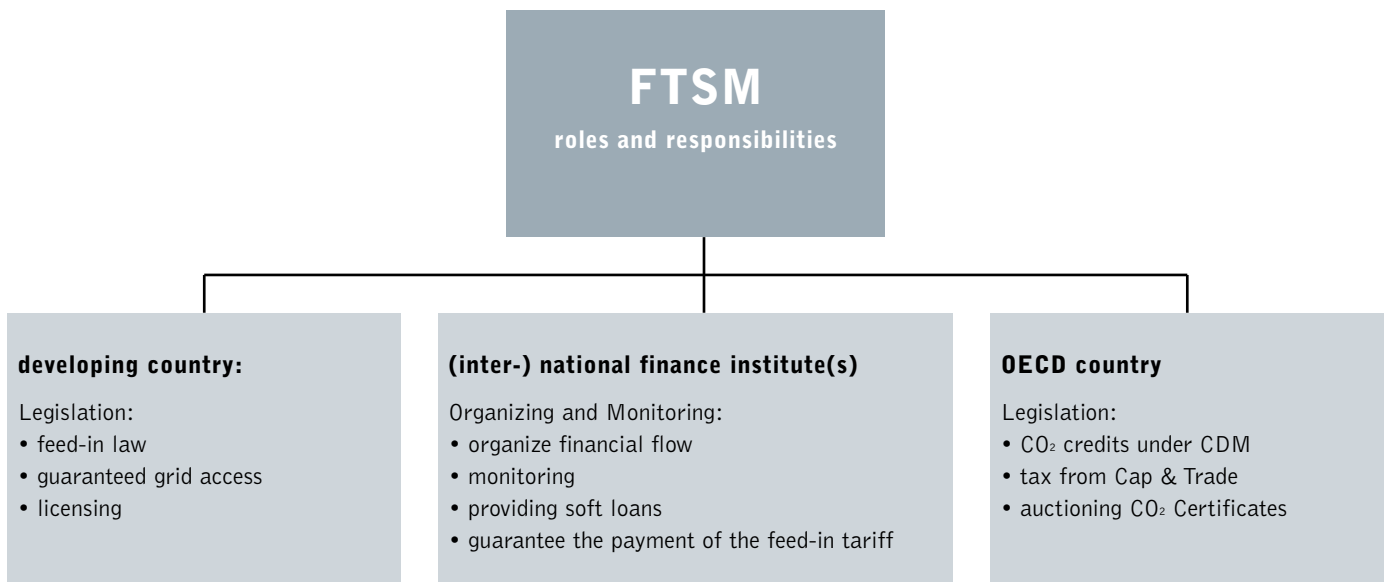 FTSM
roles and responsibilities
developing country:
Legislation:
• feed-in law
• guaranteed grid access
• licensing
(inter-) national finance institute(s)
Organizing and Monitoring:
• organize financial flow
• monitoring
• providing soft loans
• guarantee the payment of the feed-in tariff
OECD country
Legislation:
• CO₂ credits under CDM
• tax from Cap & Trade
• auctioning CO₂ Certificates